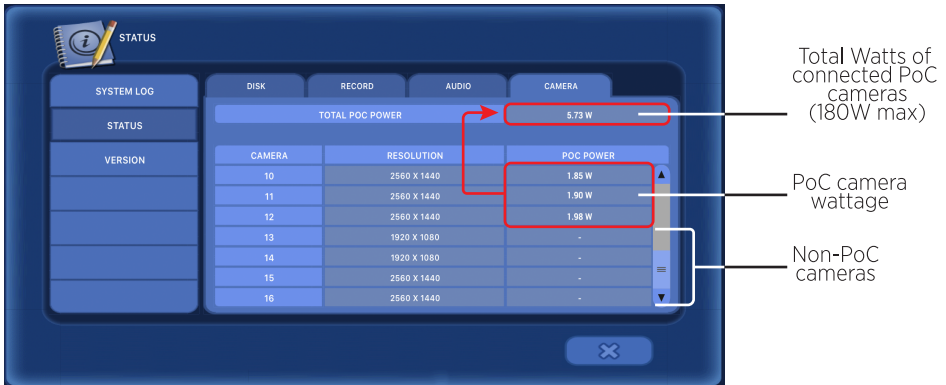 STATUS
SYSTEM LOG
STATUS
VERSION
DISK RECORD AUDIO CAMERA
TOTAL POC POWER 5.73 W
CAMERA RESOLUTION POC POWER
10 2560 X 1440 1.85 W
11 2560 X 1440 1.90 W
12 2560 X 1440 1.98 W
13 1920 X 1080 -
14 1920 X 1080 -
15 2560 X 1440 -
16 2560 X 1440 -
Total Watts of
connected PoC
cameras
(180W max)
PoC camera
wattage
Non-PoC
cameras